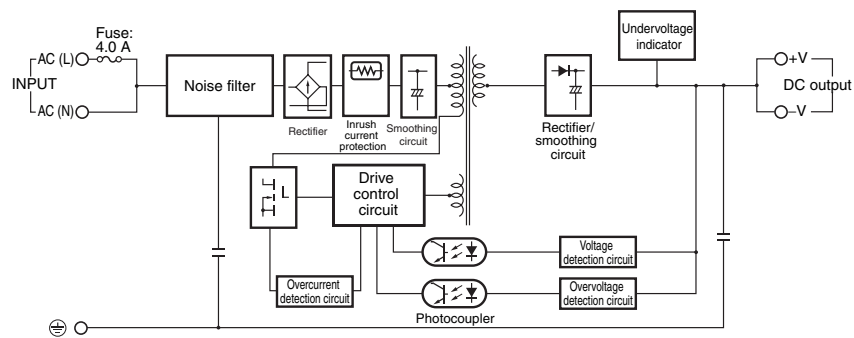 Fuse:
4.0 A
AC (L)
INPUT
AC (N)
Noise filter
Rectifier
Inrush
current
protection
Smoothing
circuit
Rectifier/
smoothing
circuit
Undervoltage
indicator
+V
DC output
−V
Drive
control
circuit
Overcurrent
detection circuit
Voltage
detection circuit
Overvoltage
detection circuit
Photocoupler